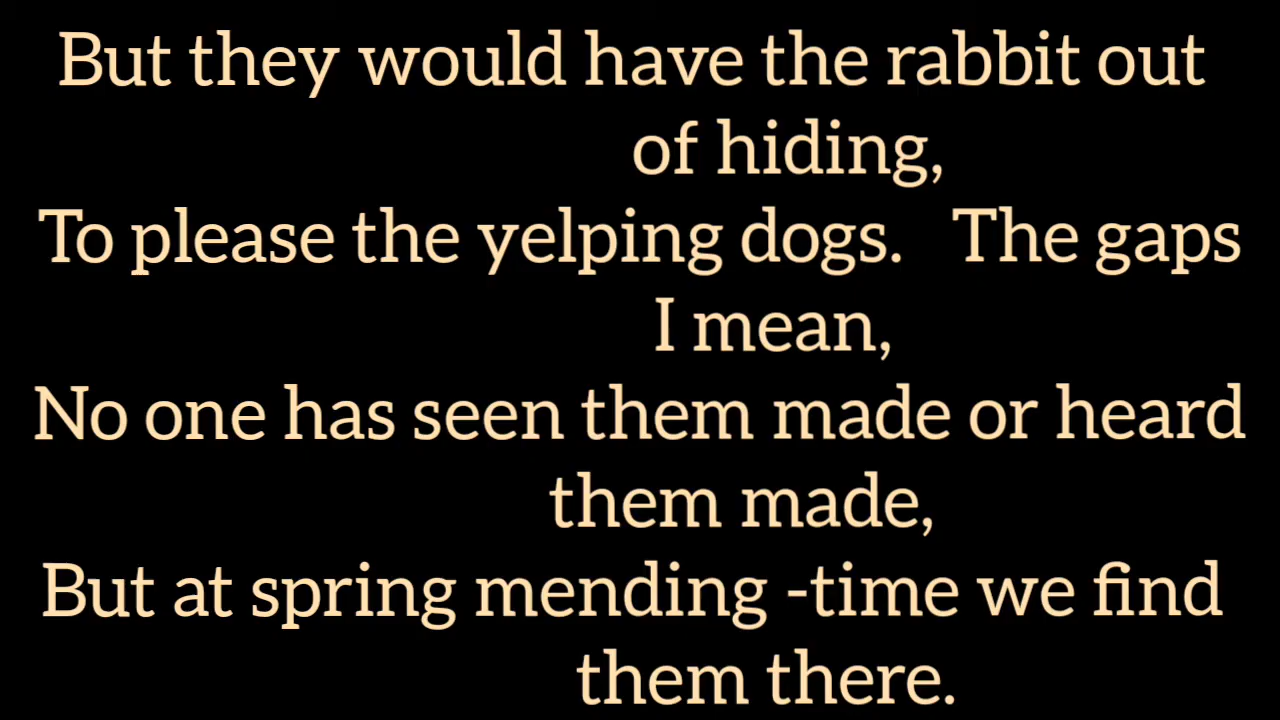 But they would have the rabbit out
of hiding,
To please the yelping dogs. The gaps
I mean,
No one has seen them made or heard
them made,
But at spring mending -time we find
them there.